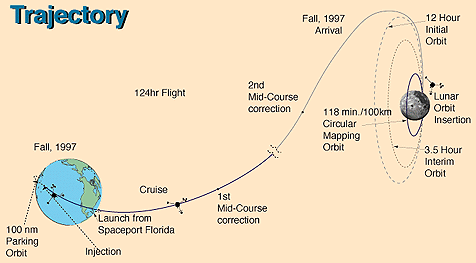 Trajectory
Fall, 1997
Arrival
12 Hour
Initial
Orbit
124hr Flight
2nd
Mid-Course
correction
118 min./100km
Circular
Mapping
Orbit
Lunar
Orbit
Insertion
3.5 Hour
Interim
Orbit
Fall, 1997
Cruise
1st
Mid-Course
correction
Launch from
Spaceport Florida
100 nm
Parking
Orbit
Injection